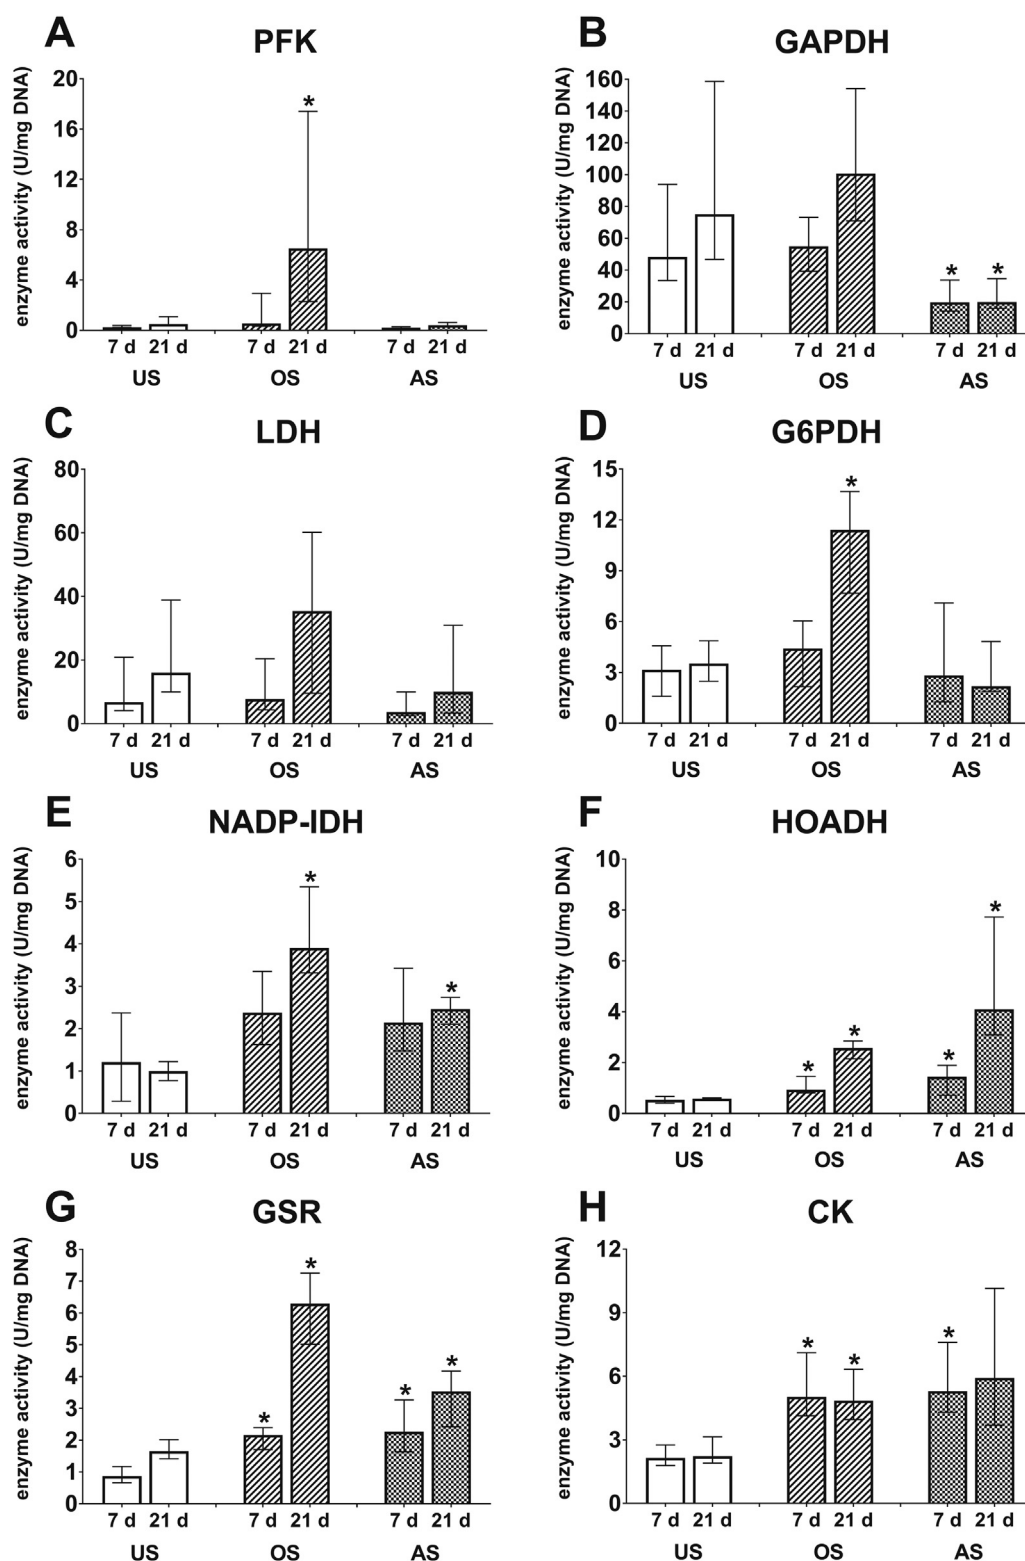 A PFK
enzyme activity (U/mg DNA)
20
16
12
8
4
0
*
7 d 21 d 7 d 21 d 7 d 21 d
US OS AS
B GAPDH
enzyme activity (U/mg DNA)
160
140
120
100
80
60
40
20
0
* *
7 d 21 d 7 d 21 d 7 d 21 d
US OS AS
C LDH
enzyme activity (U/mg DNA)
80
60
40
20
0
7 d 21 d 7 d 21 d 7 d 21 d
US OS AS
D G6PDH
enzyme activity (U/mg DNA)
15
12
9
6
3
0
*
7 d 21 d 7 d 21 d 7 d 21 d
US OS AS
E NADP-IDH
enzyme activity (U/mg DNA)
6
5
4
3
2
1
0
* *
7 d 21 d 7 d 21 d 7 d 21 d
US OS AS
F HOADH
enzyme activity (U/mg DNA)
10
8
6
4
2
0
* * * *
7 d 21 d 7 d 21 d 7 d 21 d
US OS AS
G GSR
enzyme activity (U/mg DNA)
8
7
6
5
4
3
2
1
0
* * * *
7 d 21 d 7 d 21 d 7 d 21 d
US OS AS
H CK
enzyme activity (U/mg DNA)
12
9
6
3
0
* * *
7 d 21 d 7 d 21 d 7 d 21 d
US OS AS